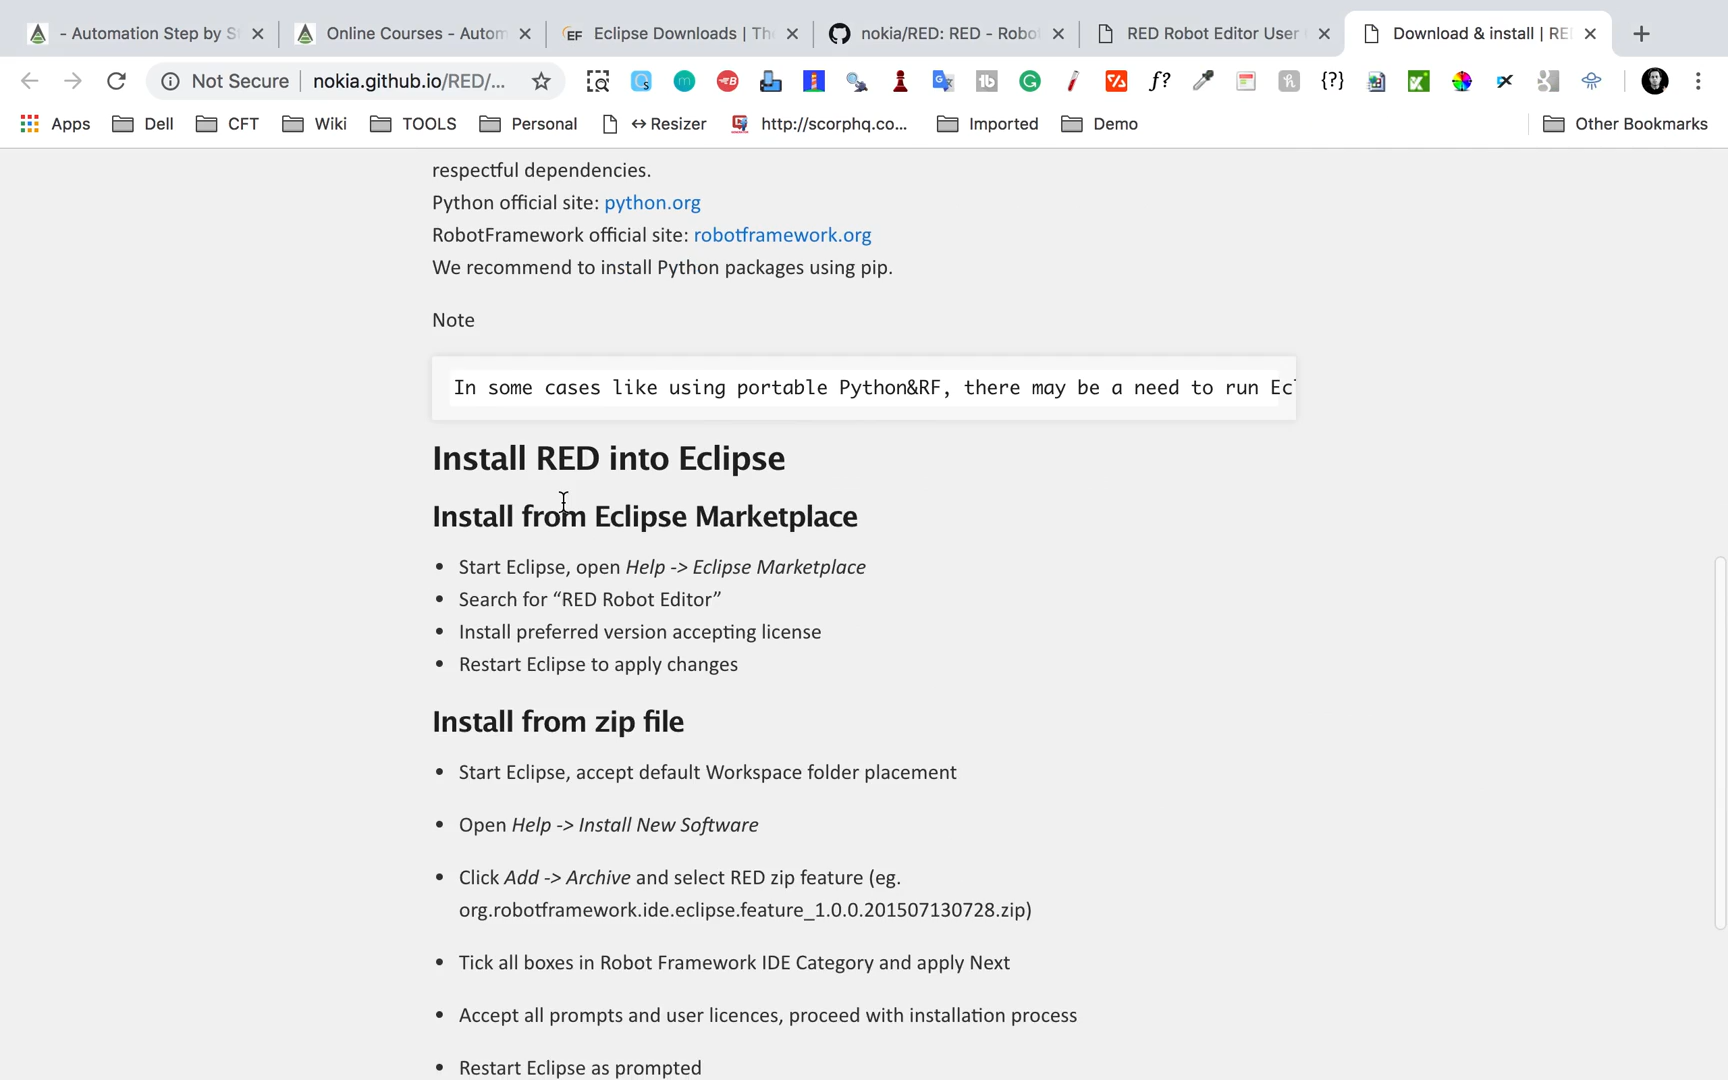 - Automation Step by S
Online Courses - Autom
Eclipse Downloads | Th
nokia/RED: RED - Robo
RED Robot Editor User
Download & install | RE
Not Secure
nokia.github.io/RED/...
Apps
Dell
CFT
Wiki
TOOLS
Personal
↔Resizer
http://scorphq.co...
Imported
Demo
Other Bookmarks
respectful dependencies.
Python official site: python.org
RobotFramework official site: robotframework.org
We recommend to install Python packages using pip.
Note
In some cases like using portable Python&RF, there may be a need to run Ecl
Install RED into Eclipse
Install from Eclipse Marketplace
• Start Eclipse, open Help -> Eclipse Marketplace
• Search for “RED Robot Editor”
• Install preferred version accepting license
• Restart Eclipse to apply changes
Install from zip file
• Start Eclipse, accept default Workspace folder placement
• Open Help -> Install New Software
• Click Add -> Archive and select RED zip feature (eg.
org.robotframework.ide.eclipse.feature_1.0.0.201507130728.zip)
• Tick all boxes in Robot Framework IDE Category and apply Next
• Accept all prompts and user licences, proceed with installation process
• Restart Eclipse as prompted